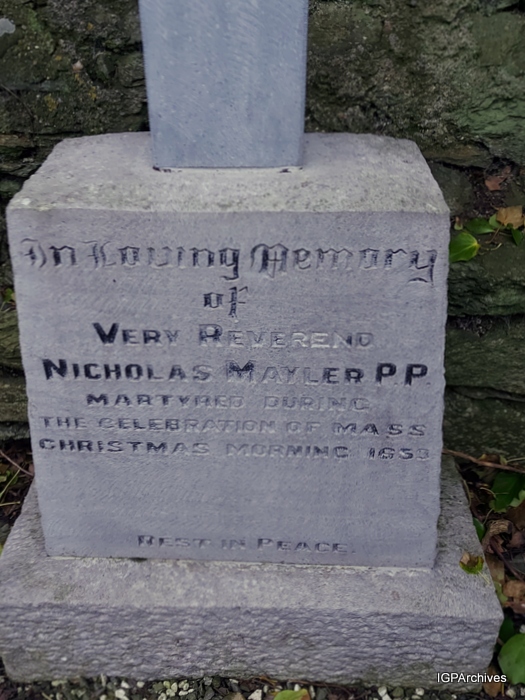 In Loving Memory
of
VERY REVEREND
NICHOLAS MAYLER P.P.
MARTYRED DURING
THE CELEBRATION OF MASS
CHRISTMAS MORNING 1653
REST IN PEACE.
IGPArchives